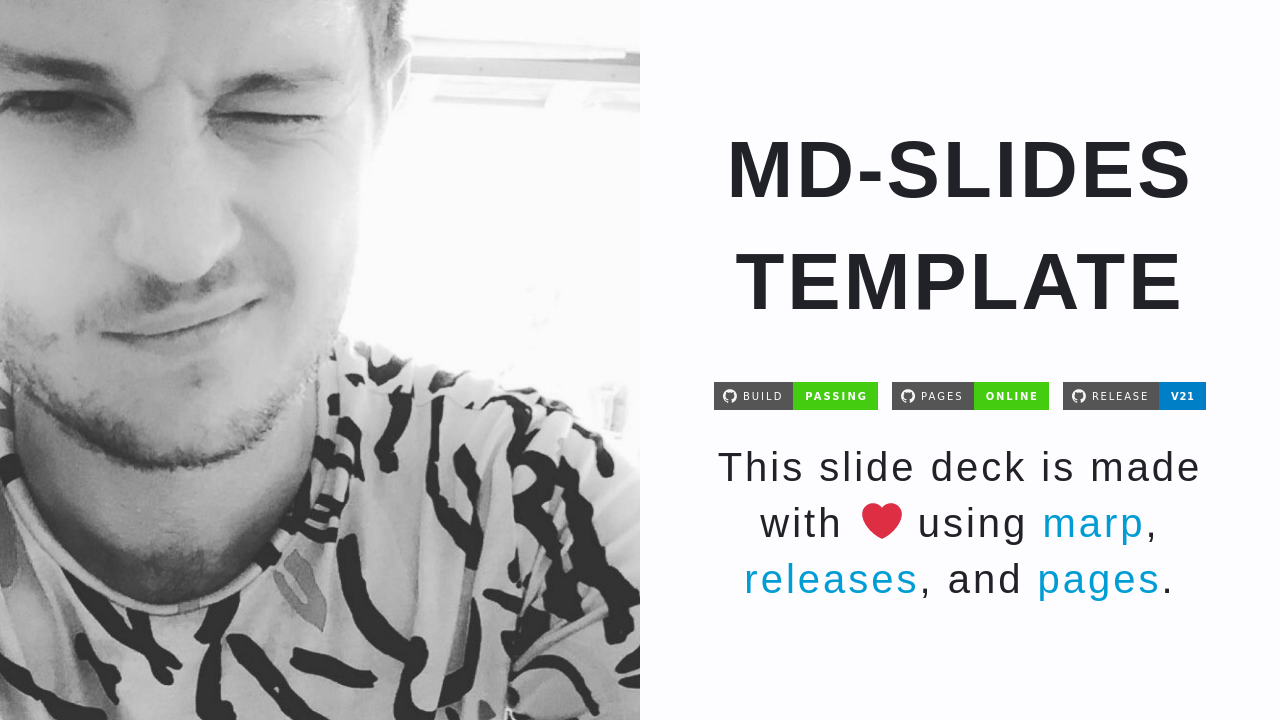 MD-SLIDES
TEMPLATE
BUILD PASSING PAGES ONLINE RELEASE V21
This slide deck is made
with ❤️ using marp,
releases, and pages.